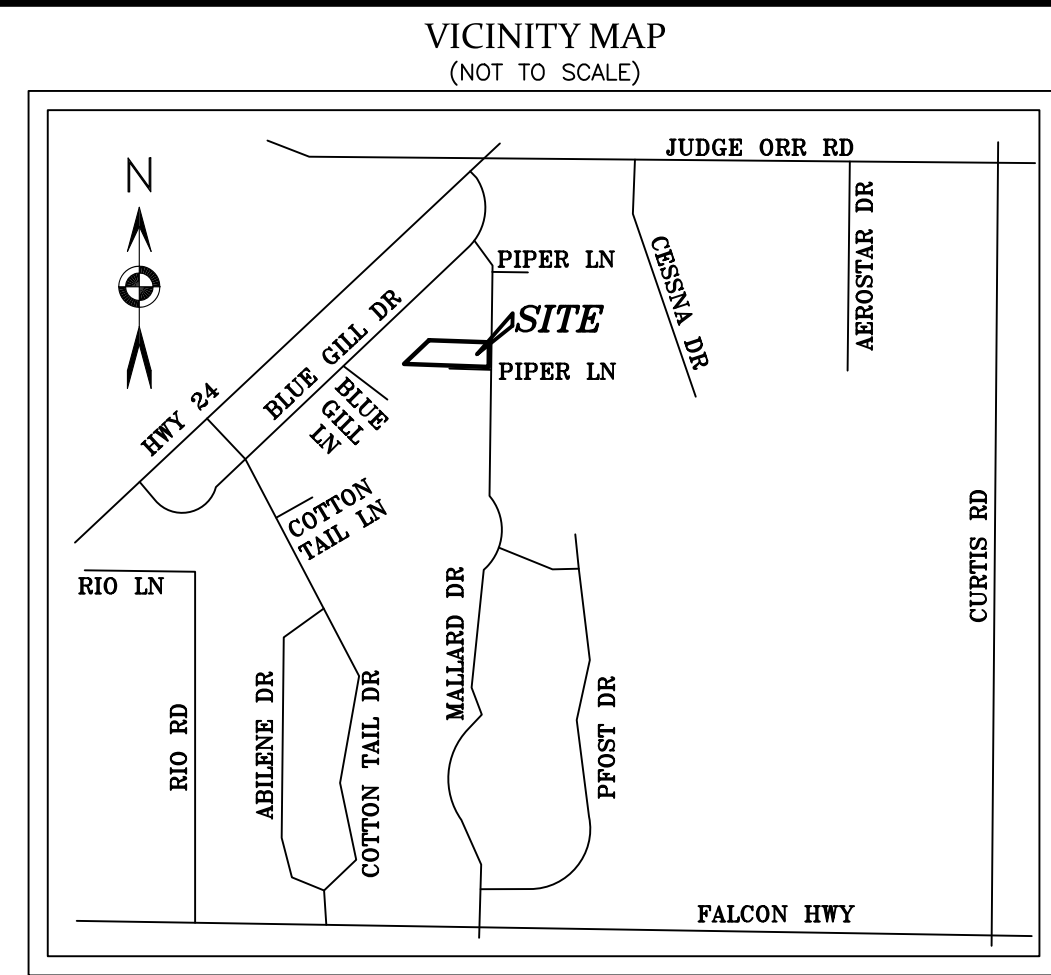 VICINITY MAP
(NOT TO SCALE)
JUDGE ORR RD
N
PIPER LN
CESSNA DR
AEROSTAR DR
SITE
BLUE GILL DR
PIPER LN
HWY 24
BLUE
GILL
LN
COTTON
TAIL LN
CURTIS RD
RIO LN
MALLARD DR
RIO RD
ABILENE DR
COTTON TAIL DR
PFOST DR
FALCON HWY